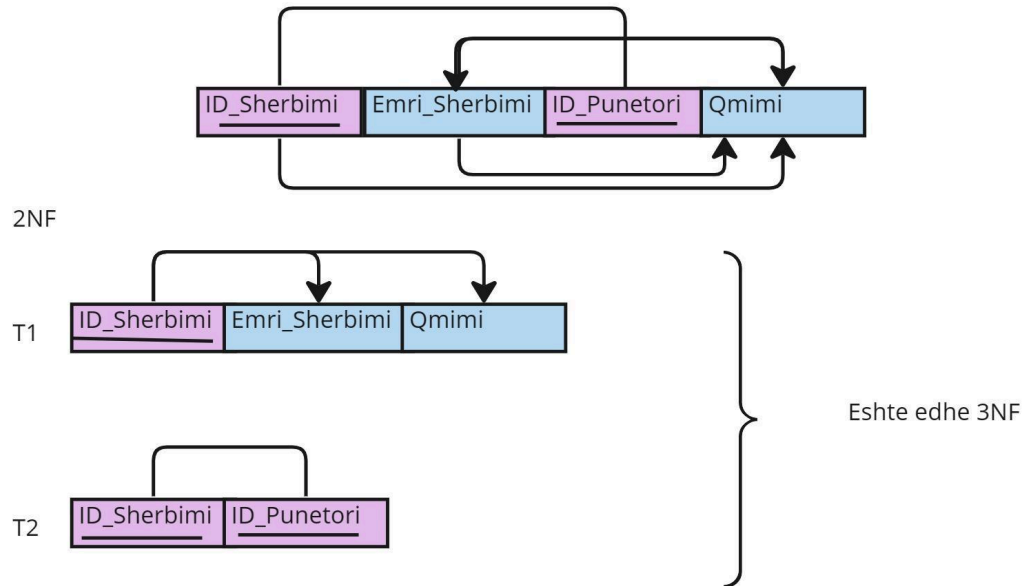 ID_Sherbimi Emri_Sherbimi ID_Punetori Qmimi
2NF
T1 ID_Sherbimi Emri_Sherbimi Qmimi
Eshte edhe 3NF
T2 ID_Sherbimi ID_Punetori